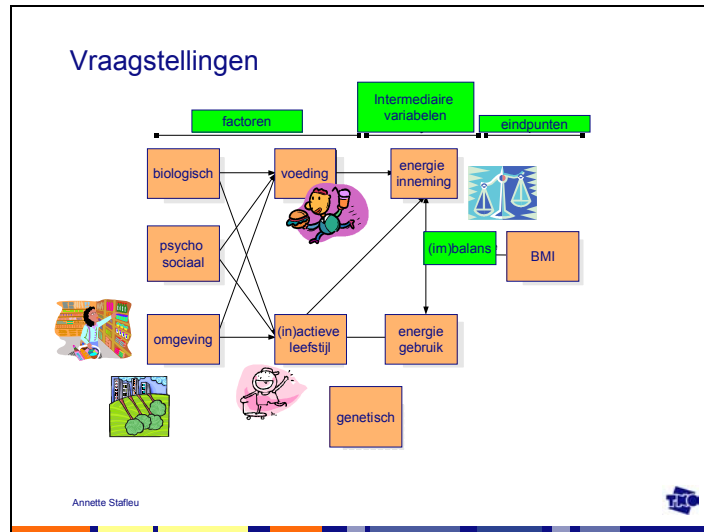 Vraagstellingen
factoren
Intermediaire
variabelen
eindpunten
biologisch
voeding
energie
inneming
psycho
sociaal
(im)balans
BMI
omgeving
(in)actieve
leefstijl
energie
gebruik
genetisch
Annette Stafleu
TNO